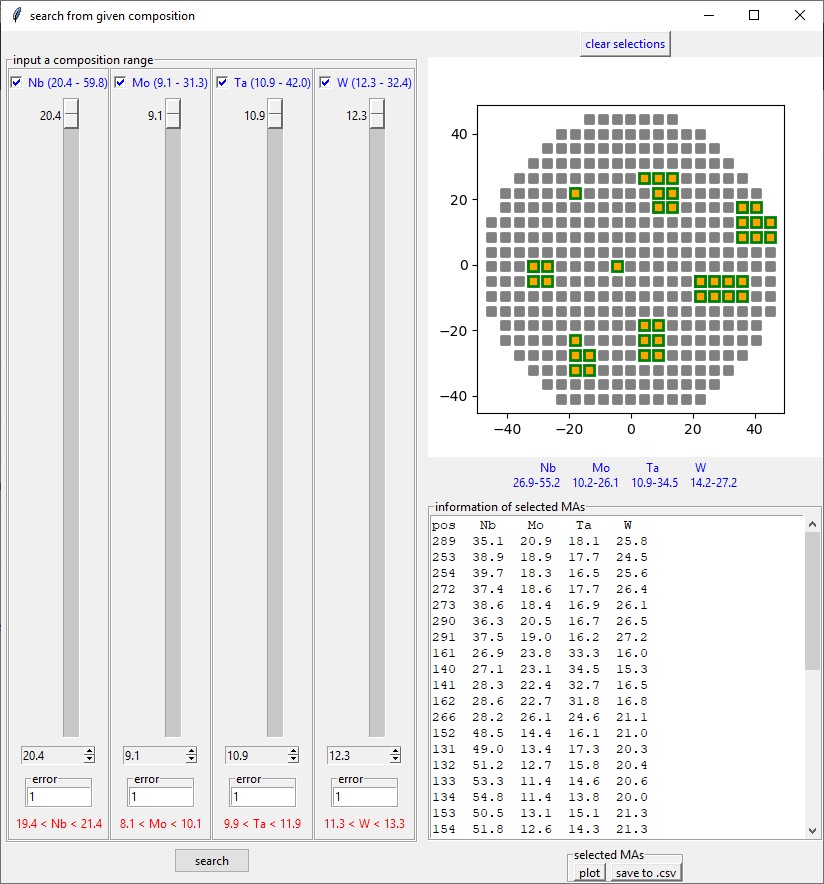 search from given composition
clear selections
input a composition range
Nb (20.4 - 59.8) Mo (9.1 - 31.3) Ta (10.9 - 42.0) W (12.3 - 32.4)
20.4 9.1 10.9 12.3
40
20
0
−20
−40
−40 −20 0 20 40
Nb Mo Ta W
26.9-55.2 10.2-26.1 10.9-34.5 14.2-27.2
information of selected MAs
pos Nb Mo Ta W
289 35.1 20.9 18.1 25.8
253 38.9 18.9 17.7 24.5
254 39.7 18.3 16.5 25.6
272 37.4 18.6 17.7 26.4
273 38.6 18.4 16.9 26.1
290 36.3 20.5 16.7 26.5
291 37.5 19.0 16.2 27.2
161 26.9 23.8 33.3 16.0
140 27.1 23.1 34.5 15.3
141 28.3 22.4 32.7 16.5
162 28.6 22.7 31.8 16.8
266 28.2 26.1 24.6 21.1
152 48.5 14.4 16.1 21.0
131 49.0 13.4 17.3 20.3
132 51.2 12.7 15.8 20.4
133 53.3 11.4 14.6 20.6
134 54.8 11.4 13.8 20.0
153 50.5 13.1 15.1 21.3
154 51.8 12.6 14.3 21.3
20.4 9.1 10.9 12.3
error error error error
1 1 1 1
19.4 < Nb < 21.4 8.1 < Mo < 10.1 9.9 < Ta < 11.9 11.3 < W < 13.3
search
selected MAs
plot save to .csv